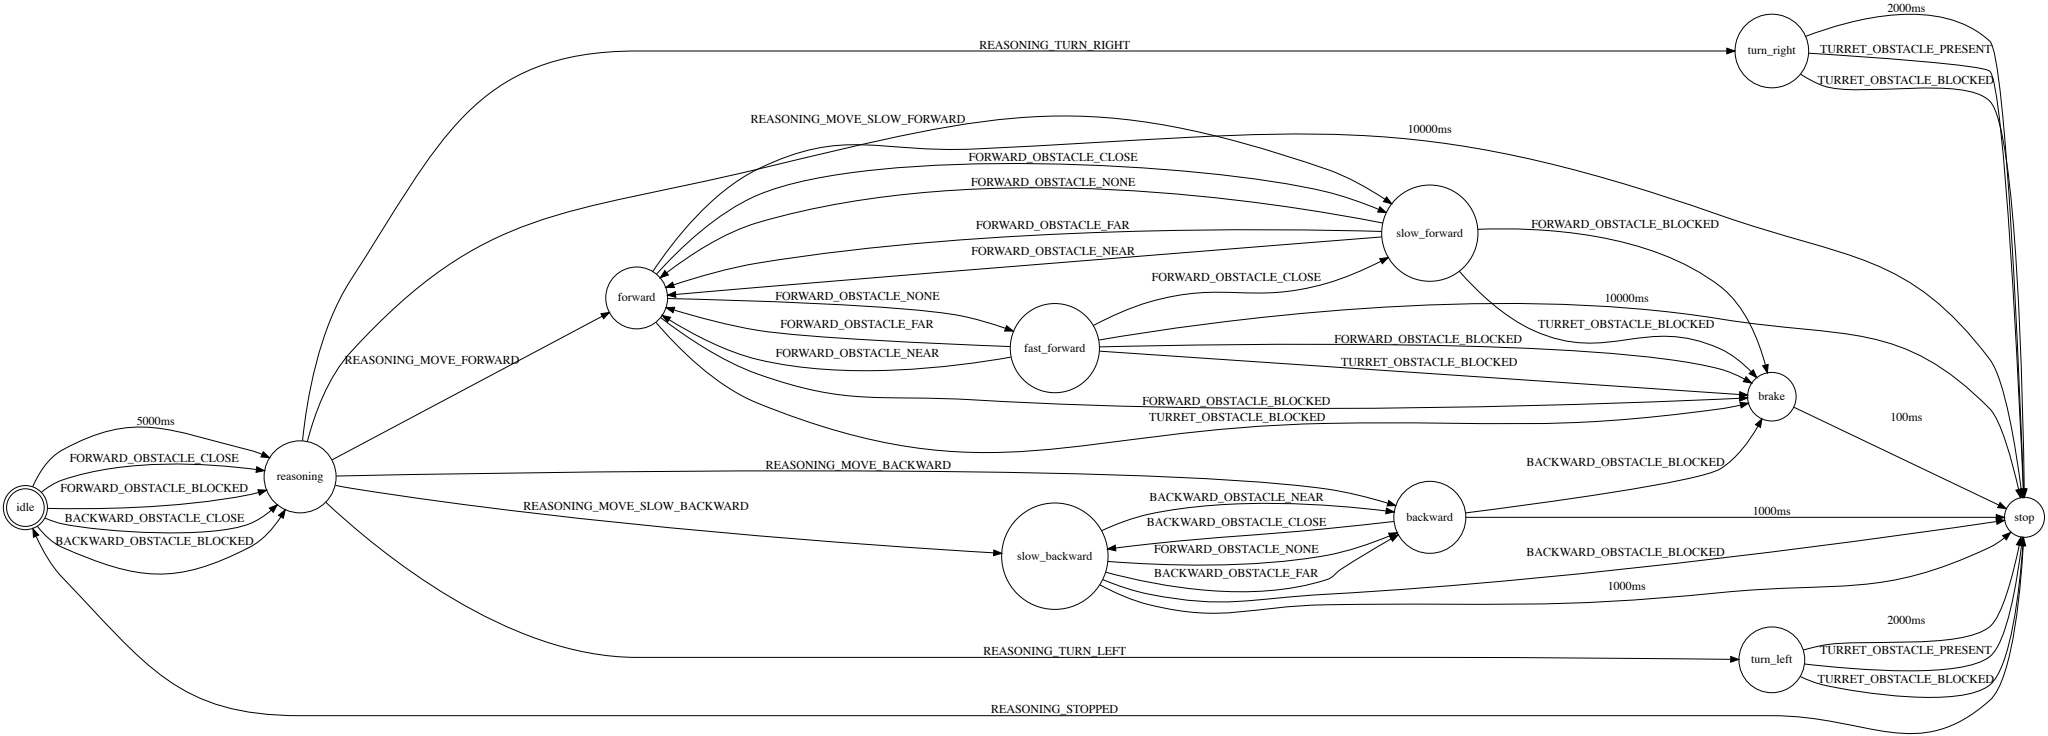 2000ms
REASONING_TURN_RIGHT
turn_right
TURRET_OBSTACLE_PRESENT
TURRET_OBSTACLE_BLOCKED
REASONING_MOVE_SLOW_FORWARD
10000ms
FORWARD_OBSTACLE_CLOSE
FORWARD_OBSTACLE_NONE
FORWARD_OBSTACLE_FAR
slow_forward
FORWARD_OBSTACLE_BLOCKED
FORWARD_OBSTACLE_NEAR
FORWARD_OBSTACLE_CLOSE
forward
FORWARD_OBSTACLE_NONE
10000ms
FORWARD_OBSTACLE_FAR
TURRET_OBSTACLE_BLOCKED
FORWARD_OBSTACLE_NEAR
fast_forward
FORWARD_OBSTACLE_BLOCKED
REASONING_MOVE_FORWARD
TURRET_OBSTACLE_BLOCKED
FORWARD_OBSTACLE_BLOCKED
brake
TURRET_OBSTACLE_BLOCKED
100ms
5000ms
FORWARD_OBSTACLE_CLOSE
reasoning
REASONING_MOVE_BACKWARD
BACKWARD_OBSTACLE_BLOCKED
FORWARD_OBSTACLE_BLOCKED
idle
REASONING_MOVE_SLOW_BACKWARD
BACKWARD_OBSTACLE_NEAR
BACKWARD_OBSTACLE_CLOSE
BACKWARD_OBSTACLE_CLOSE
backward
1000ms
stop
BACKWARD_OBSTACLE_BLOCKED
slow_backward
FORWARD_OBSTACLE_NONE
BACKWARD_OBSTACLE_BLOCKED
BACKWARD_OBSTACLE_FAR
1000ms
2000ms
REASONING_TURN_LEFT
turn_left
TURRET_OBSTACLE_PRESENT
TURRET_OBSTACLE_BLOCKED
REASONING_STOPPED